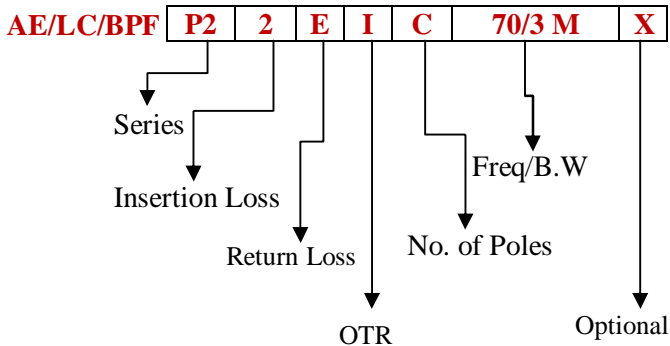 AE/LC/BPF P2 2 E I C 70/3 M X
Series
Freq/B.W
Insertion Loss
No. of Poles
Return Loss
OTR
Optional